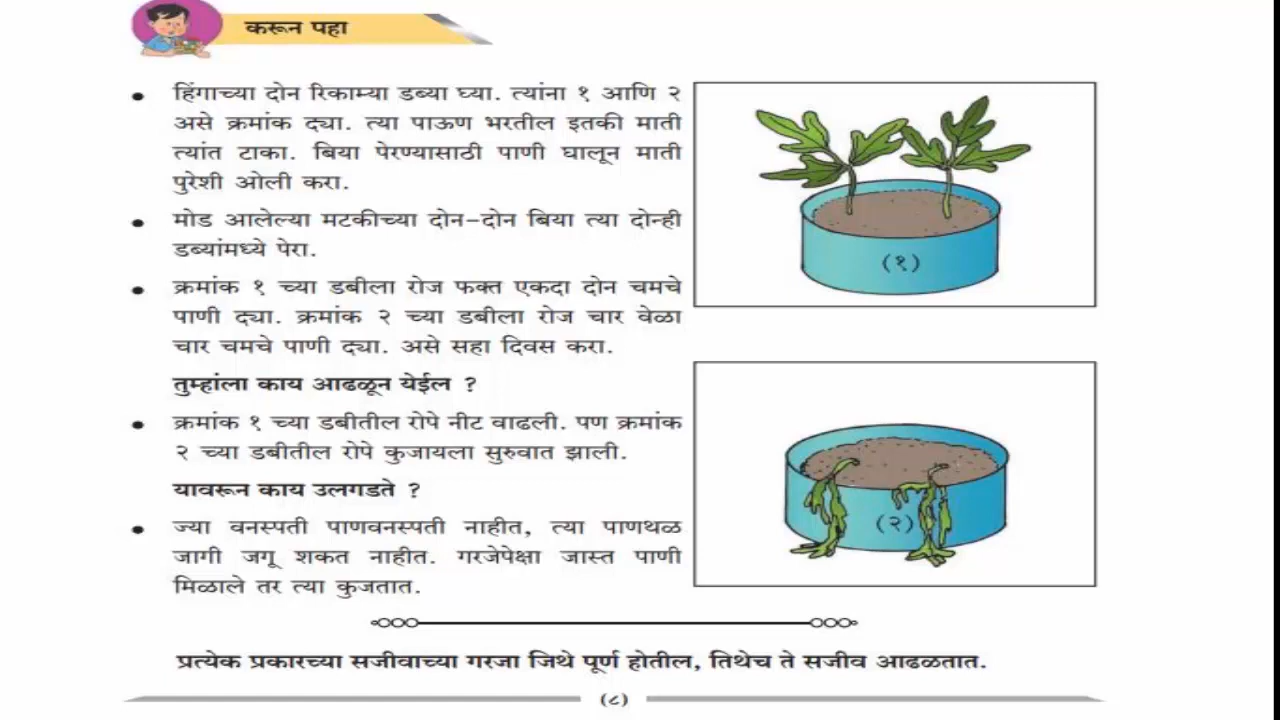 करून पहा
• हिंगाच्या दोन रिकाम्या डब्या घ्या. त्यांना १ आणि २
असे क्रमांक द्या. त्या पाऊण भरतील इतकी माती
त्यांत टाका. बिया पेरण्यासाठी पाणी घालून माती
पुरेशी ओली करा.
• मोड आलेल्या मटकीच्या दोन-दोन बिया त्या दोन्ही
डब्यांमध्ये पेरा.
• क्रमांक १ च्या डबीला रोज फक्त एकदा दोन चमचे
पाणी द्या. क्रमांक २ च्या डबीला रोज चार वेळा
चार चमचे पाणी द्या. असे सहा दिवस करा.
तुम्हांला काय आढळून येईल ?
• क्रमांक १ च्या डबीतील रोपे नीट वाढली. पण क्रमांक
२ च्या डबीतील रोपे कुजायला सुरुवात झाली.
यावरून काय उलगडते ?
• ज्या वनस्पती पाणवनस्पती नाहीत, त्या पाणथळ
जागी जगू शकत नाहीत. गरजेपेक्षा जास्त पाणी
मिळाले तर त्या कुजतात.
(१)
(२)
प्रत्येक प्रकारच्या सजीवाच्या गरजा जिथे पूर्ण होतील, तिथेच ते सजीव आढळतात.
(८)